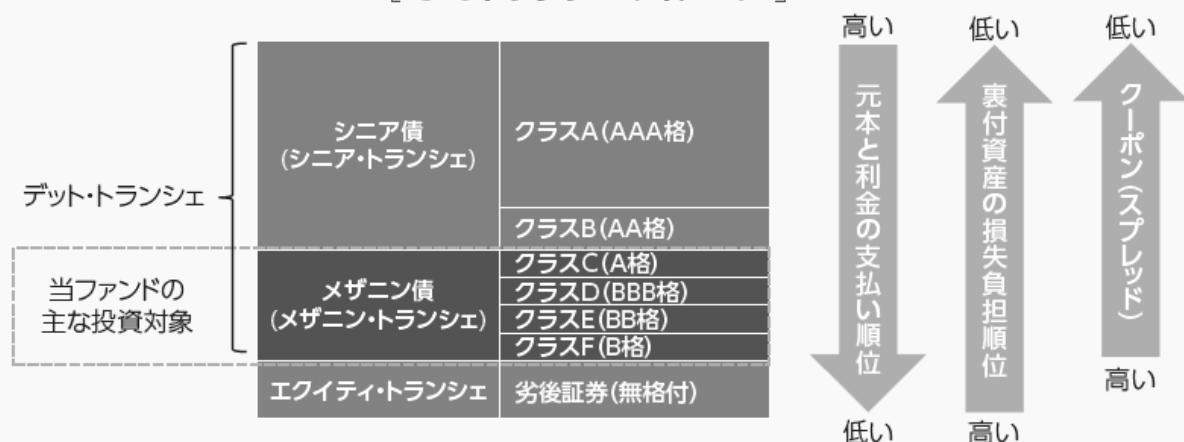 高い
低い
低い
デット・トランシェ
シニア債
(シニア・トランシェ)
クラスA(AAA格)
クラスB(AA格)
当ファンドの
主な投資対象
メザニン債
(メザニン・トランシェ)
クラスC(A格)
クラスD(BBB格)
クラスE(BB格)
クラスF(B格)
エクイティ・トランシェ
劣後証券(無格付)
元本と利金の支払い順位
裏付資産の損失負担順位
クーポン(スプレッド)
低い
高い
高い